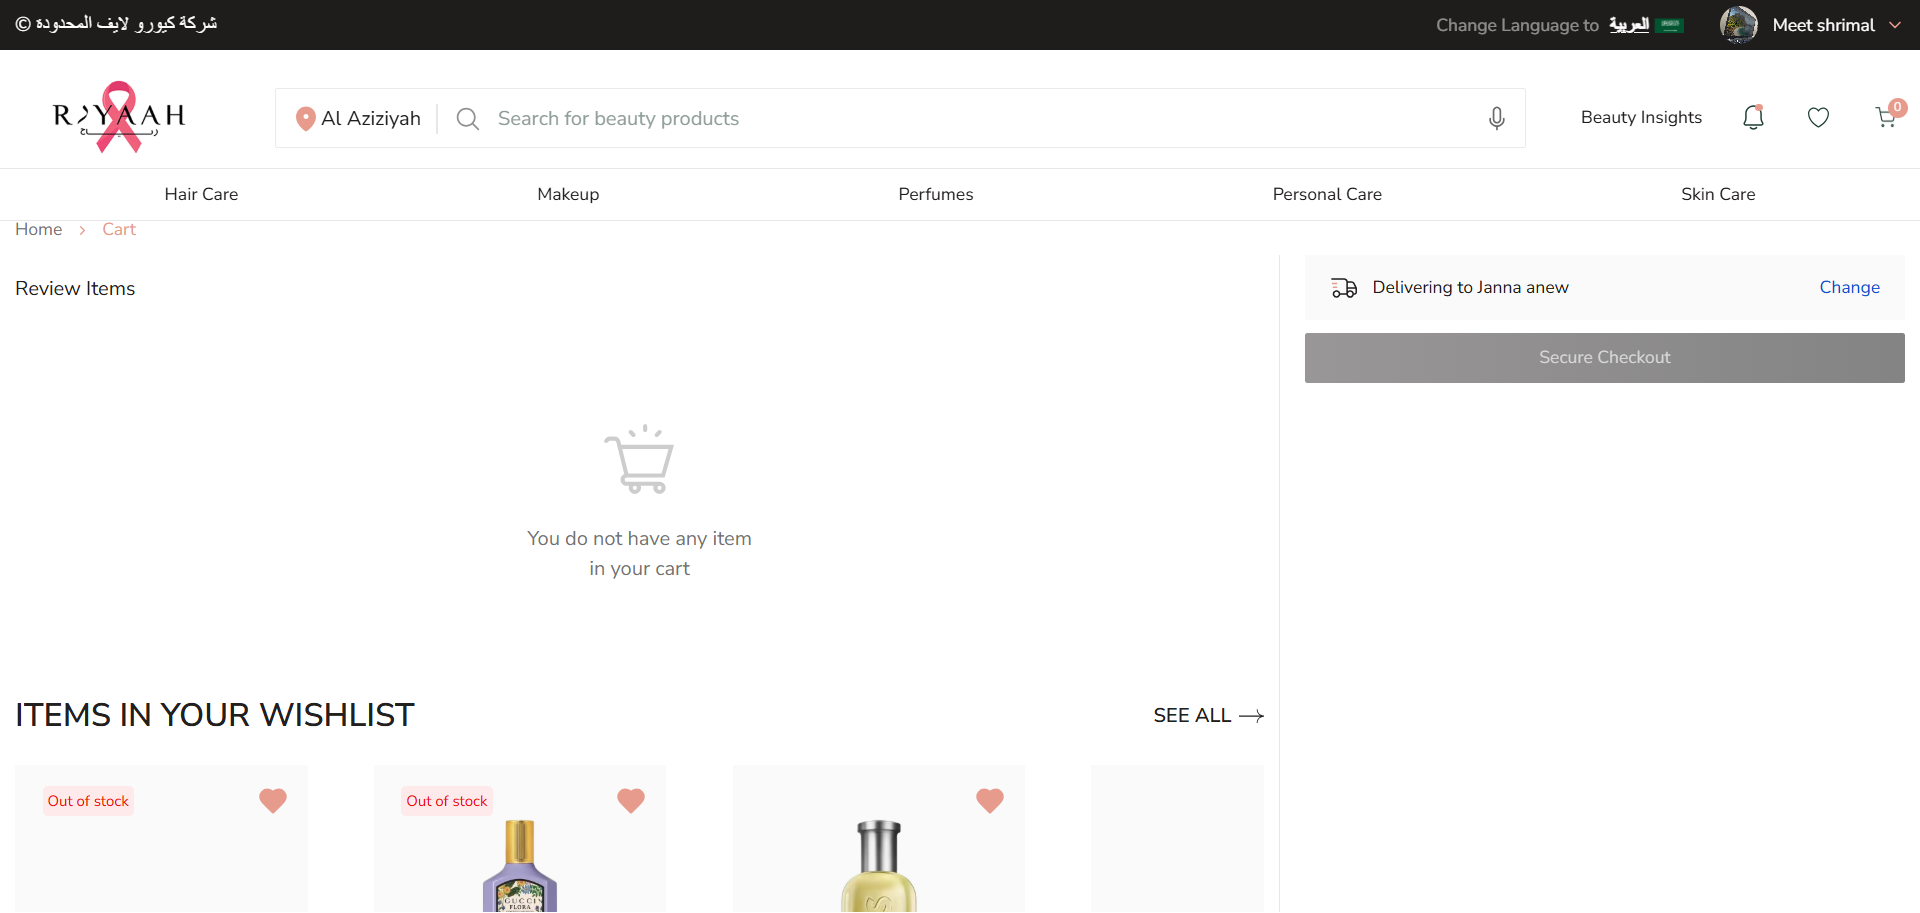 شركة كيورو لايف المحدودة ©
Change Language to العربية
Meet shrimal
RIYAAH
Al Aziziyah
Search for beauty products
Beauty Insights
0
Hair Care
Makeup
Perfumes
Personal Care
Skin Care
Home > Cart
Review Items
Delivering to Janna anew
Change
Secure Checkout
You do not have any item
in your cart
ITEMS IN YOUR WISHLIST
SEE ALL
Out of stock
Out of stock
GUCCI
FLORA